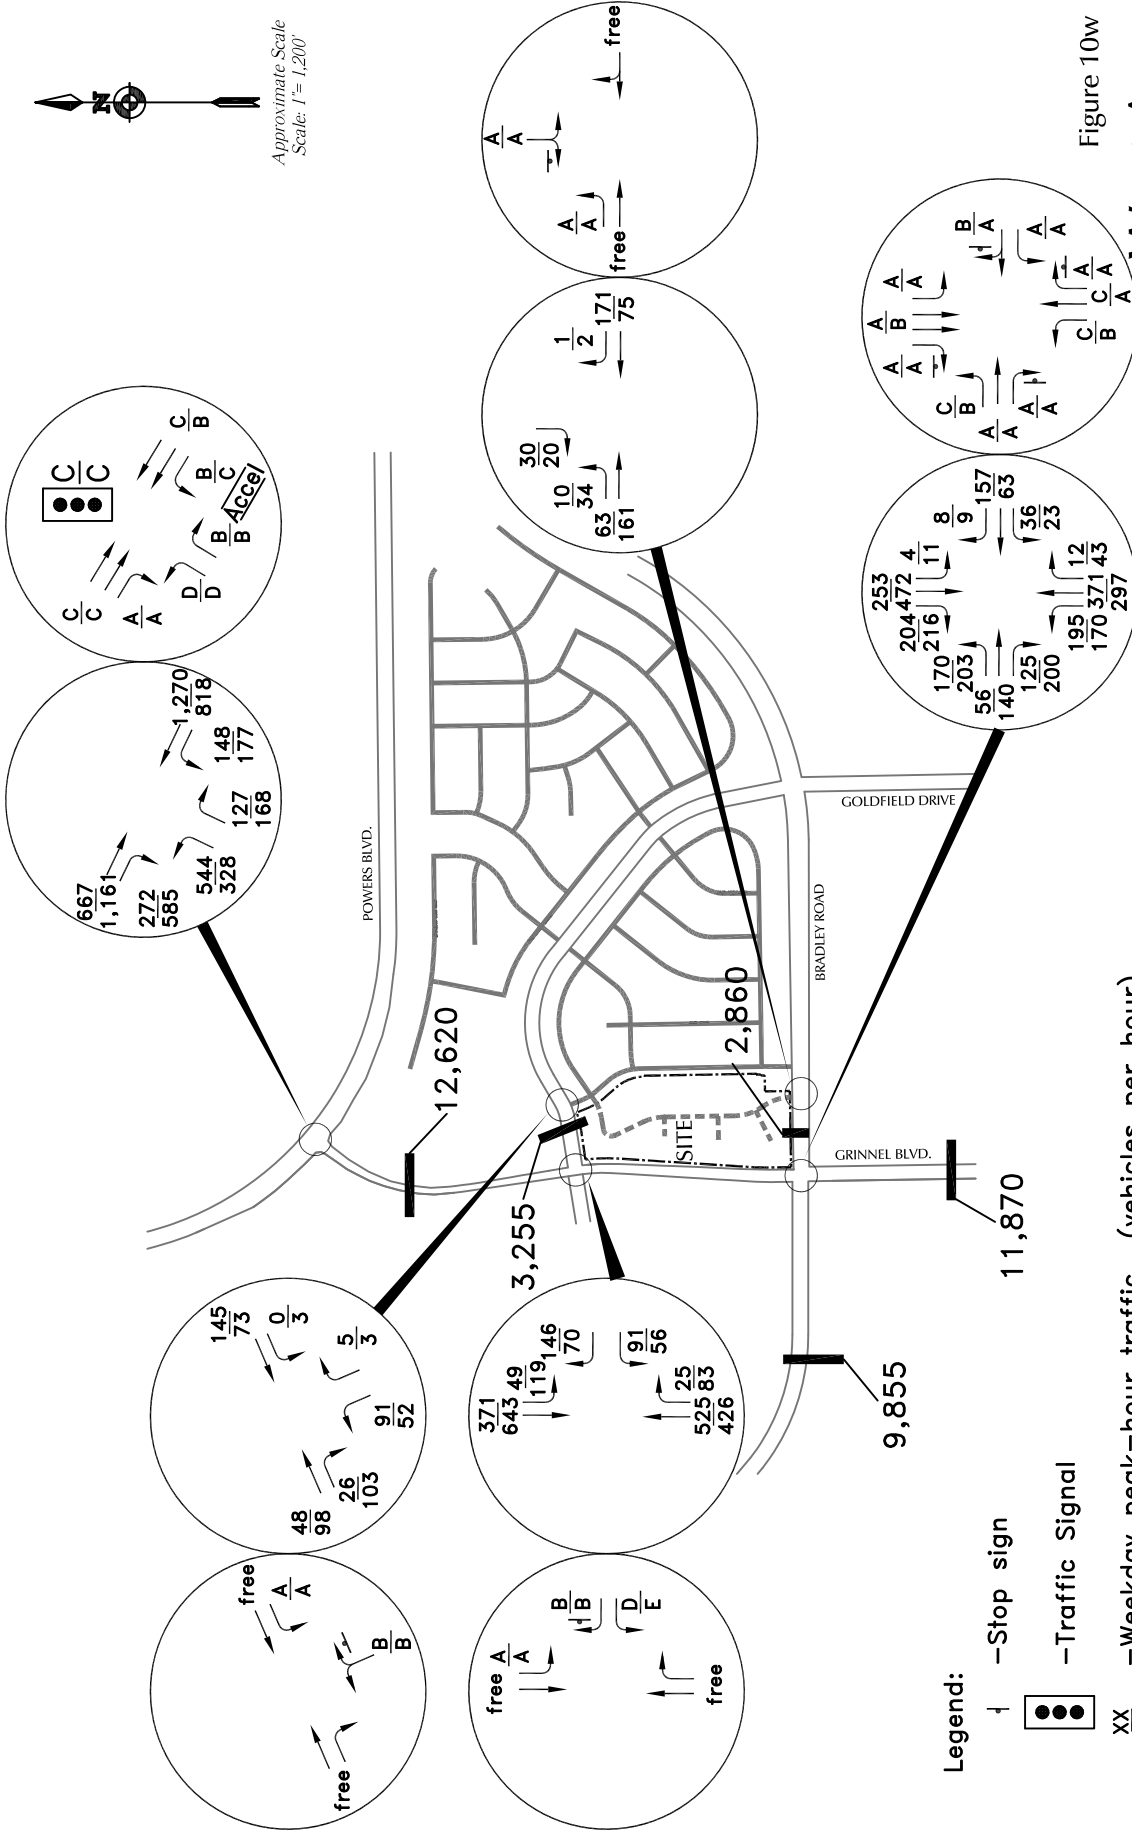 Approximate Scale
Scale: 1"= 1,200'
N
Figure 10w
C
C
C
C
A
A
D
D
B
B
Accel
B
C
C
B
667
1,161
272
585
544
328
127
168
148
177
1,270
818
A
A
A
A
free
free
30
20
10
34
63
161
1
2
171
75
A
A
A
B
A
A
C
B
A
A
A
A
C
B
C
A
A
A
A
A
B
A
253
472
4
11
204
216
170
203
56
140
125
200
195
170
371
297
12
43
36
23
157
63
8
9
POWERS BLVD.
GOLDFIELD DRIVE
BRADLEY ROAD
GRINNEL BLVD.
SITE
12,620
3,255
2,860
11,870
9,855
145
73
0
3
5
3
91
52
26
103
48
98
free
A
A
B
B
free
371
643
49
119
146
70
91
56
25
83
525
426
free
A
A
B
B
D
E
free
Legend:
-Stop sign
-Traffic Signal
XX
-Weekday peak-hour traffic (vehicles per hour)